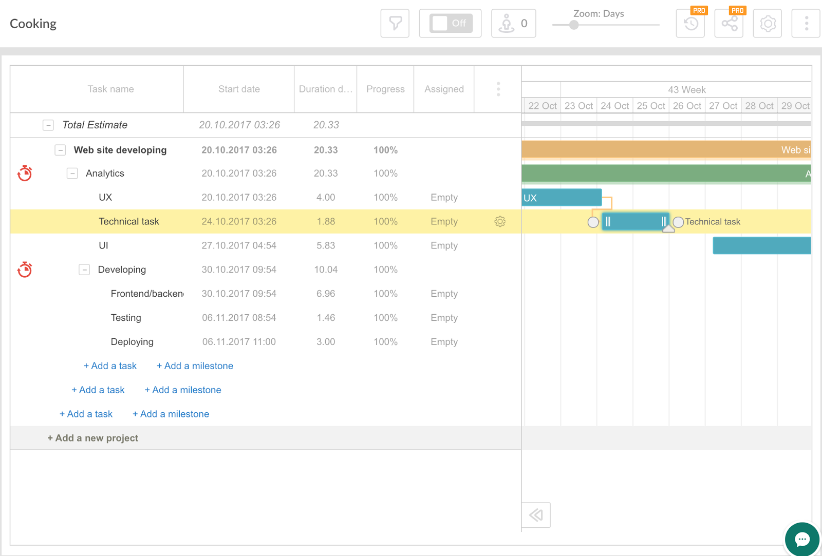 Cooking
Off
0
Zoom: Days
PRO
PRO
Task name Start date Duration d... Progress Assigned
43 Week
22 Oct 23 Oct 24 Oct 25 Oct 26 Oct 27 Oct 28 Oct 29 Oct
Total Estimate 20.10.2017 03:26 20.33
Web site developing 20.10.2017 03:26 20.33 100% Web si
Analytics 20.10.2017 03:26 20.33 100% A
UX 20.10.2017 03:26 4.00 100% Empty UX
Technical task 24.10.2017 03:26 1.88 100% Empty Technical task
UI 27.10.2017 04:54 5.83 100% Empty
Developing 30.10.2017 09:54 10.04 100%
Frontend/backen 30.10.2017 09:54 6.96 100% Empty
Testing 06.11.2017 08:54 1.46 100% Empty
Deploying 06.11.2017 11:00 3.00 100% Empty
+ Add a task + Add a milestone
+ Add a task + Add a milestone
+ Add a task + Add a milestone
+ Add a new project